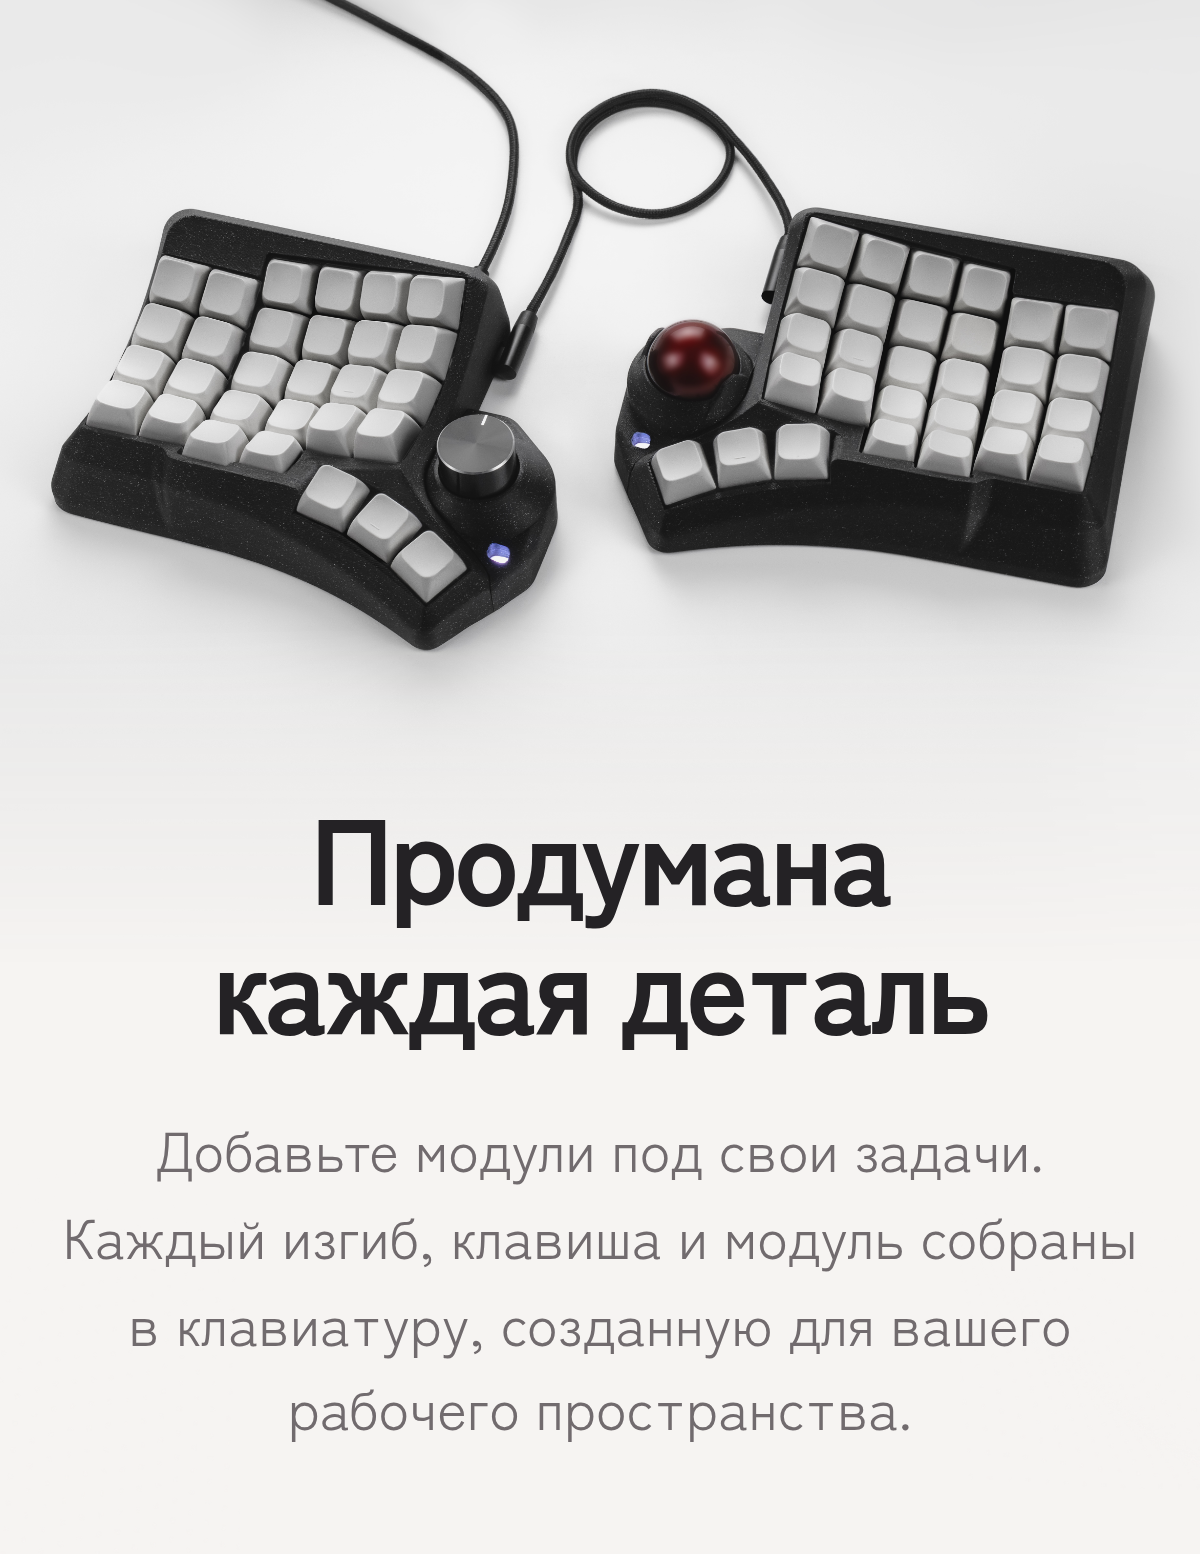 Продумана
каждая деталь
Добавьте модули под свои задачи.
Каждый изгиб, клавиша и модуль собраны
в клавиатуру, созданную для вашего
рабочего пространства.